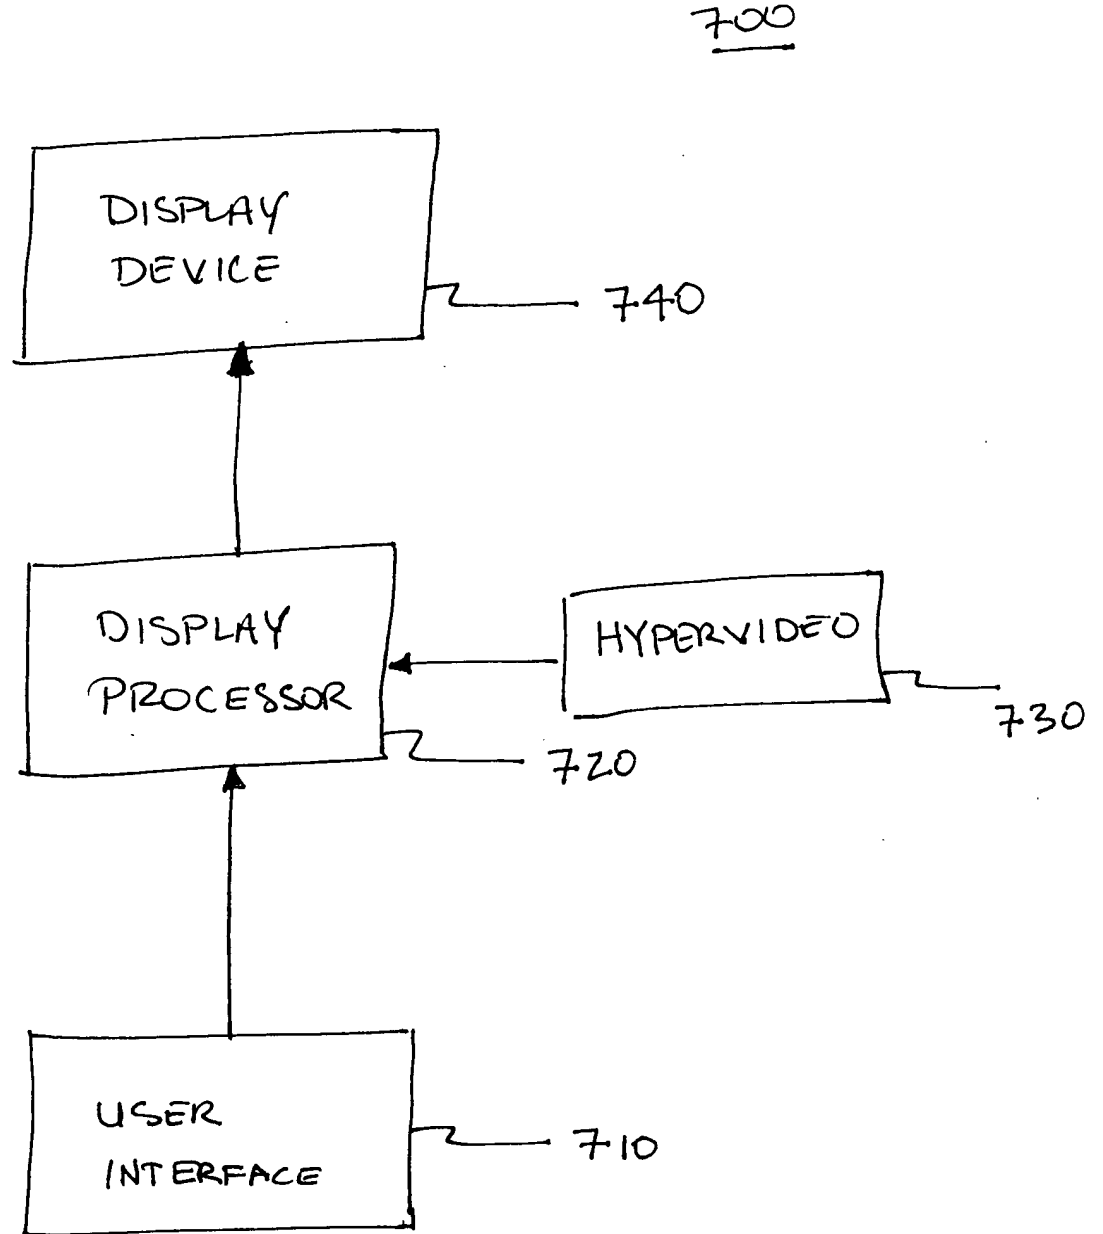 700
DISPLAY
DEVICE
740
DISPLAY
PROCESSOR
720
HYPERVIDEO
730
USER
INTERFACE
710